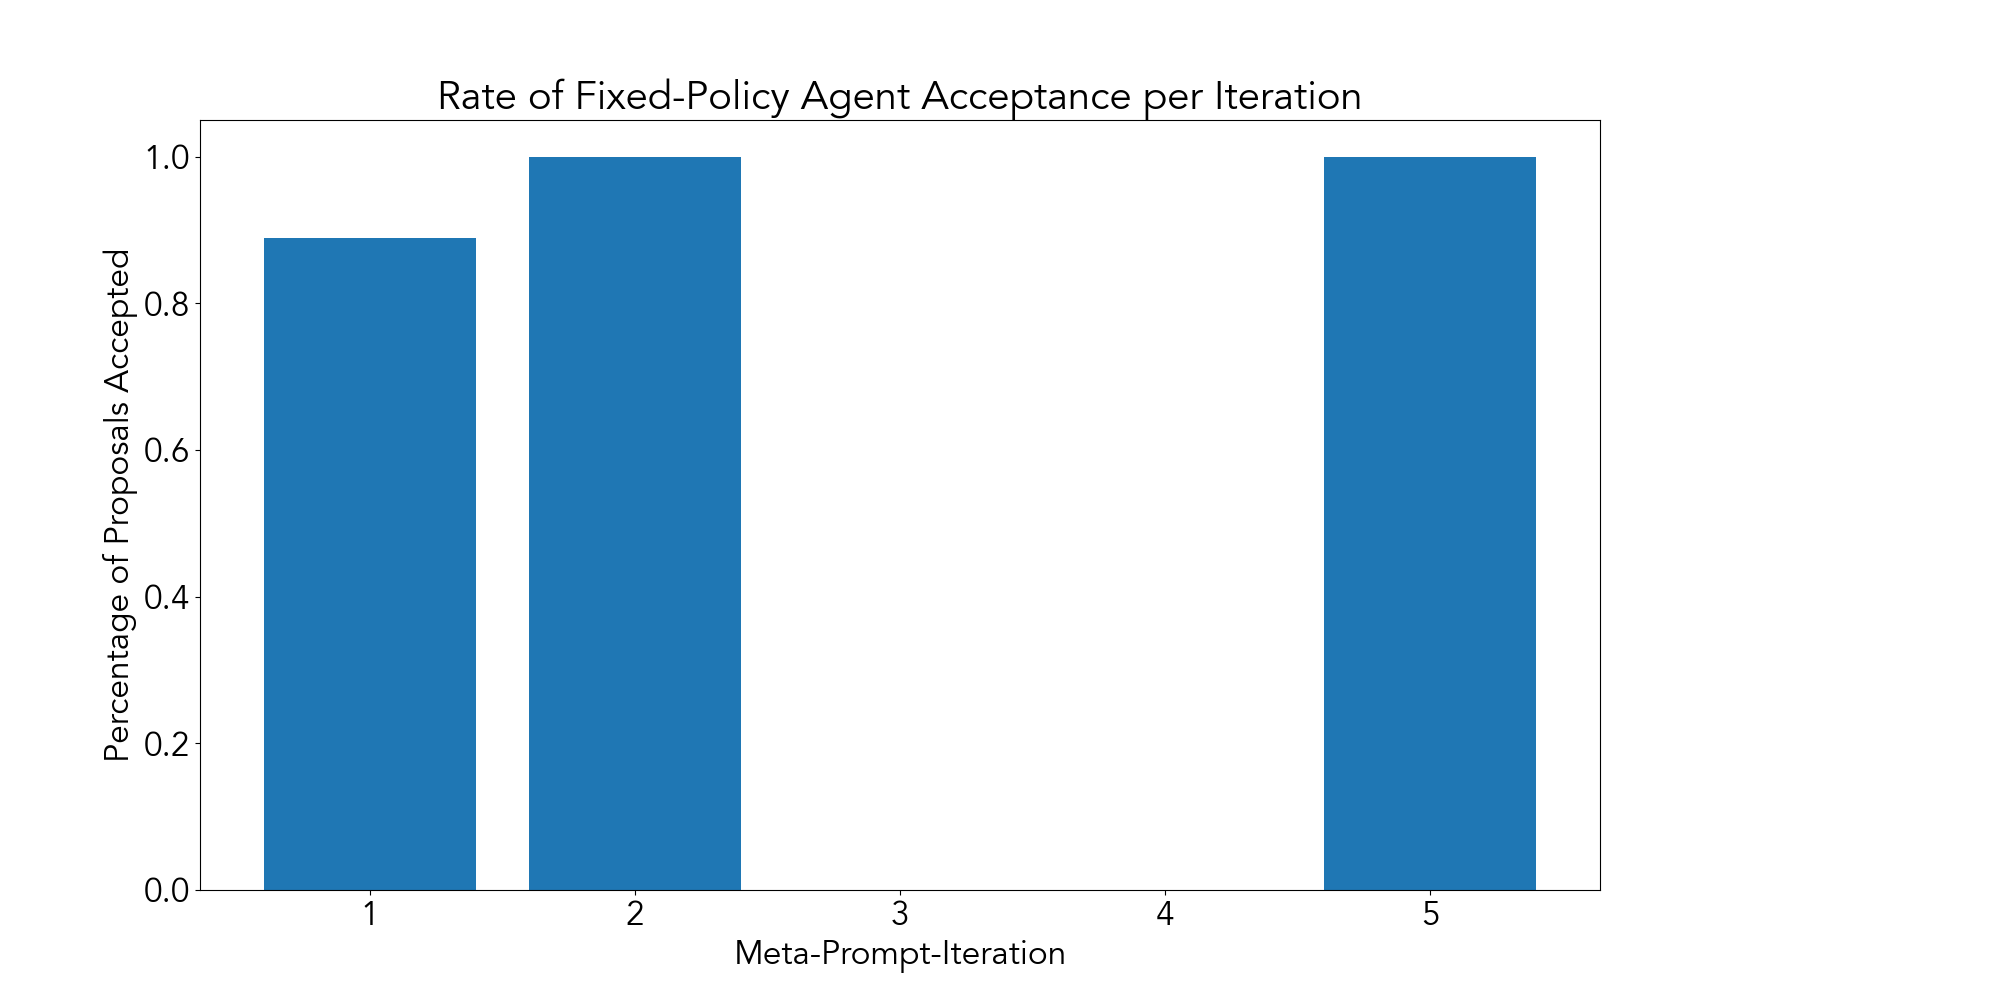 Rate of Fixed-Policy Agent Acceptance per Iteration
Percentage of Proposals Accepted
1.0
0.8
0.6
0.4
0.2
0.0
1 2 3 4 5
Meta-Prompt-Iteration